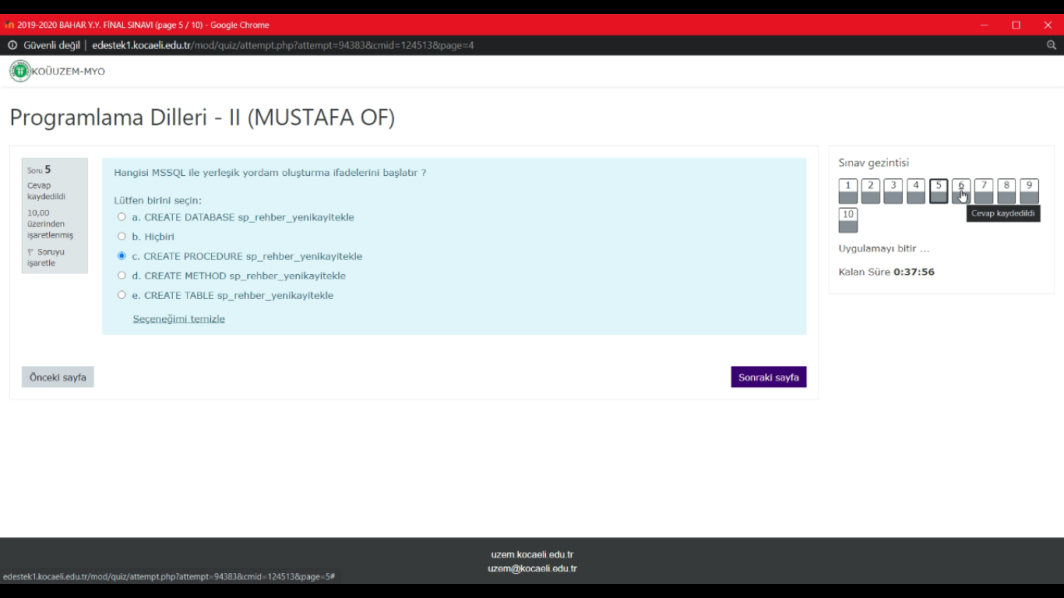 2019-2020 BAHAR Y.Y. FİNAL SINAVI (page 5 / 10) - Google Chrome
Güvenli değil | edestek1.kocaeli.edu.tr/mod/quiz/attempt.php?attempt=94383&cmid=124513&page=4
KOÜUZEM-MYO
Programlama Dilleri - II (MUSTAFA OF)
Soru 5
Cevap
kaydedildi
10,00
üzerinden
işaretlenmiş
Soruyu
işaretle
Hangisi MSSQL ile yerleşik yordam oluşturma ifadelerini başlatır ?
Lütfen birini seçin:
a. CREATE DATABASE sp_rehber_yenikayitekle
b. Hiçbiri
c. CREATE PROCEDURE sp_rehber_yenikayitekle
d. CREATE METHOD sp_rehber_yenikayitekle
e. CREATE TABLE sp_rehber_yenikayitekle
Seçeneğimi temizle
Önceki sayfa
Sonraki sayfa
Sınav gezintisi
1 2 3 4 5 6 7 8 9
10
Cevap kaydedildi
Uygulamayı bitir ...
Kalan Süre 0:37:56
uzem.kocaeli.edu.tr
uzem@kocaeli.edu.tr
edestek1.kocaeli.edu.tr/mod/quiz/attempt.php?attempt=94383&cmid=124513&page=5#